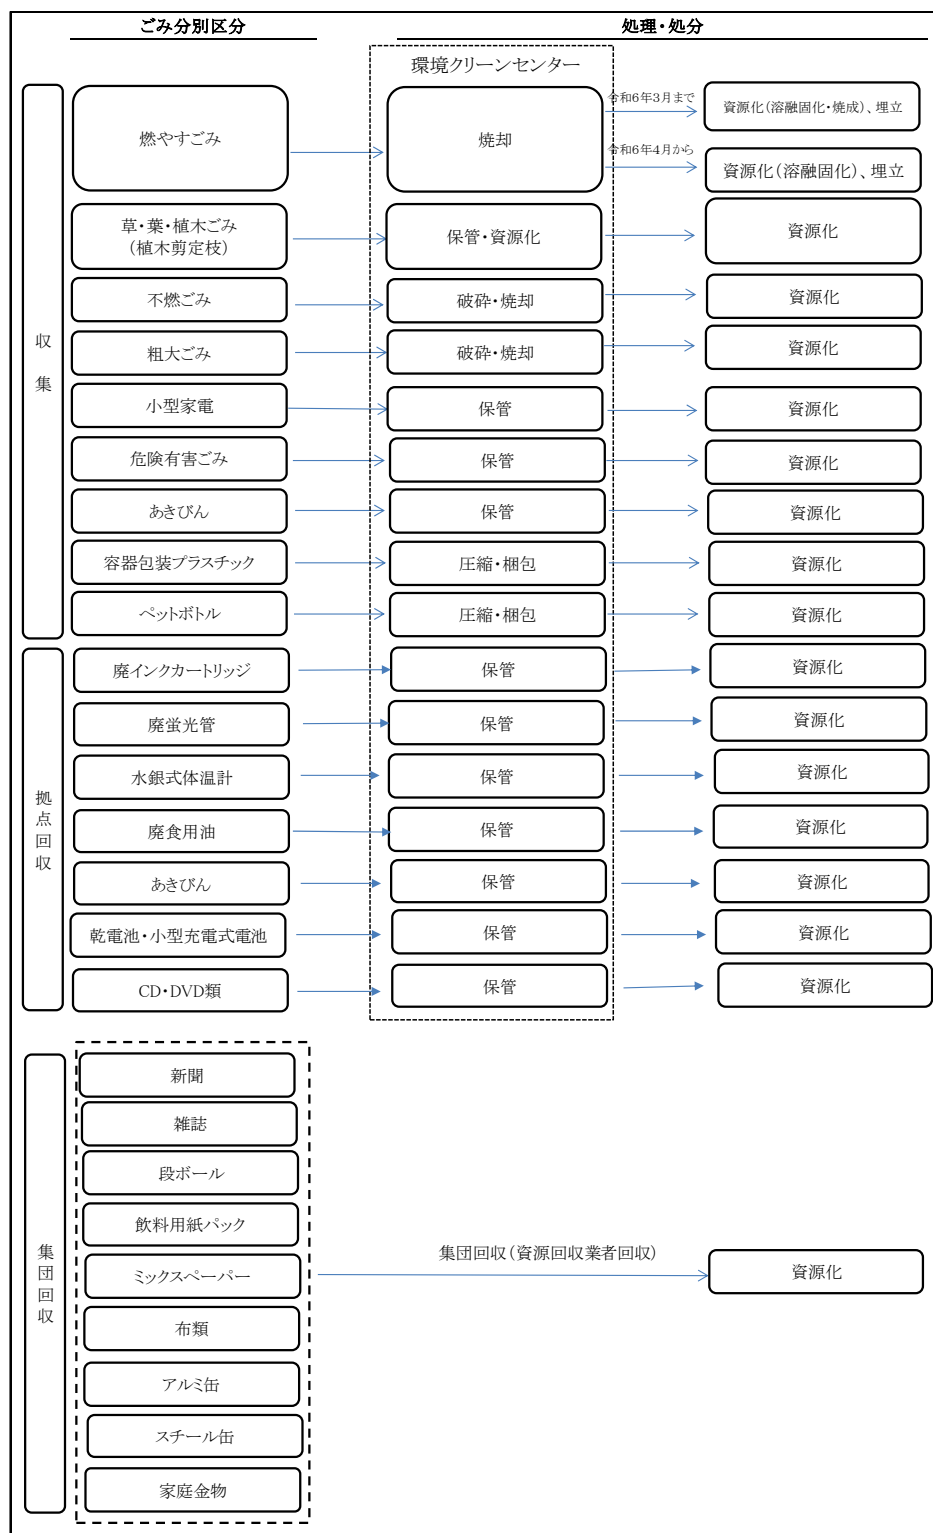 ごみ分別区分
処理・処分
環境クリーンセンター
収集
燃やすごみ
焼却
令和6年3月まで
資源化(溶融固化・焼成)、埋立
令和6年4月から
資源化(溶融固化)、埋立
草・葉・植木ごみ
(植木剪定枝)
保管・資源化
資源化
不燃ごみ
破砕・焼却
資源化
粗大ごみ
破砕・焼却
資源化
小型家電
保管
資源化
危険有害ごみ
保管
資源化
あきびん
保管
資源化
容器包装プラスチック
圧縮・梱包
資源化
ペットボトル
圧縮・梱包
資源化
拠点回収
廃インクカートリッジ
保管
資源化
廃蛍光管
保管
資源化
水銀式体温計
保管
資源化
廃食用油
保管
資源化
あきびん
保管
資源化
乾電池・小型充電式電池
保管
資源化
CD・DVD類
保管
資源化
集団回収
新聞
雑誌
段ボール
飲料用紙パック
ミックスペーパー
布類
アルミ缶
スチール缶
家庭金物
集団回収(資源回収業者回収)
資源化